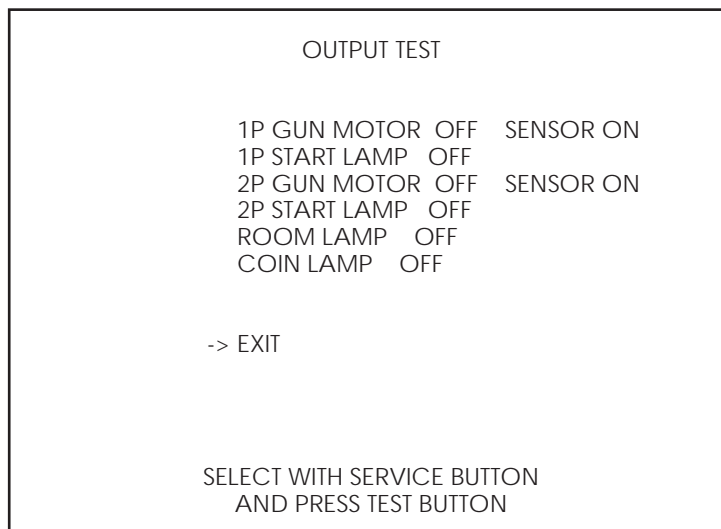 OUTPUT TEST
1P GUN MOTOR OFF SENSOR ON
1P START LAMP OFF
2P GUN MOTOR OFF SENSOR ON
2P START LAMP OFF
ROOM LAMP OFF
COIN LAMP OFF
-> EXIT
SELECT WITH SERVICE BUTTON
AND PRESS TEST BUTTON